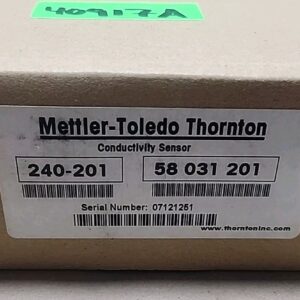 40917A
Mettler-Toledo Thornton
Conductivity Sensor
240-201 58 031 201
Serial Number: 07121251
www.thorntoninc.com